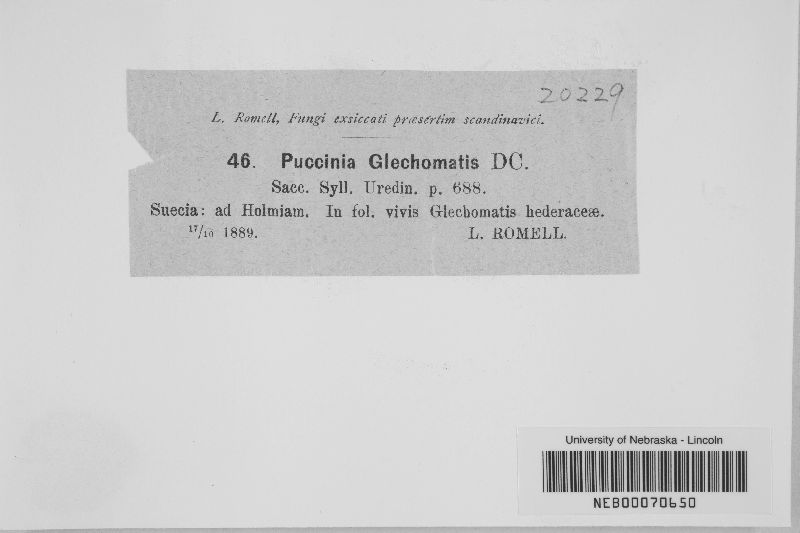 20229
L. Romell, Fungi exsiccati præsertim scandinavici.
46. Puccinia Glechomatis DC.
Sacc. Syll. Uredin. p. 688.
Suecia: ad Holmiam. In fol. vivis Glechomatis hederaceæ.
17/10 1889. L. ROMELL.
University of Nebraska - Lincoln
NEB00070650